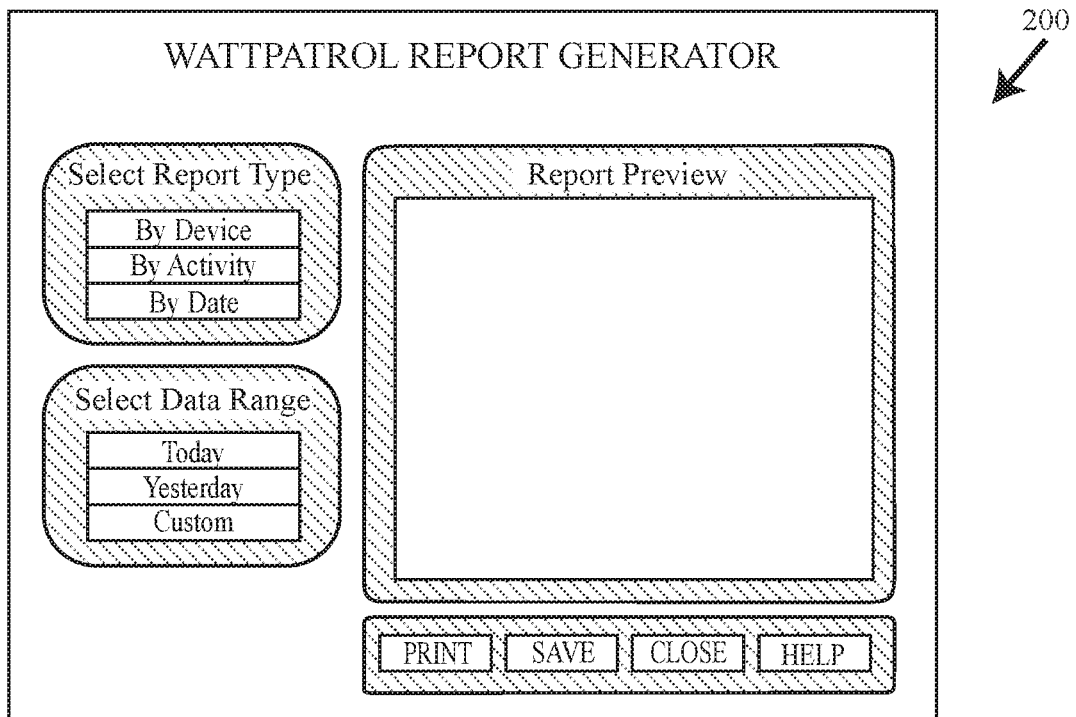 200
WATTPATROL REPORT GENERATOR
Select Report Type
By Device
By Activity
By Date
Select Data Range
Today
Yesterday
Custom
Report Preview
PRINT
SAVE
CLOSE
HELP